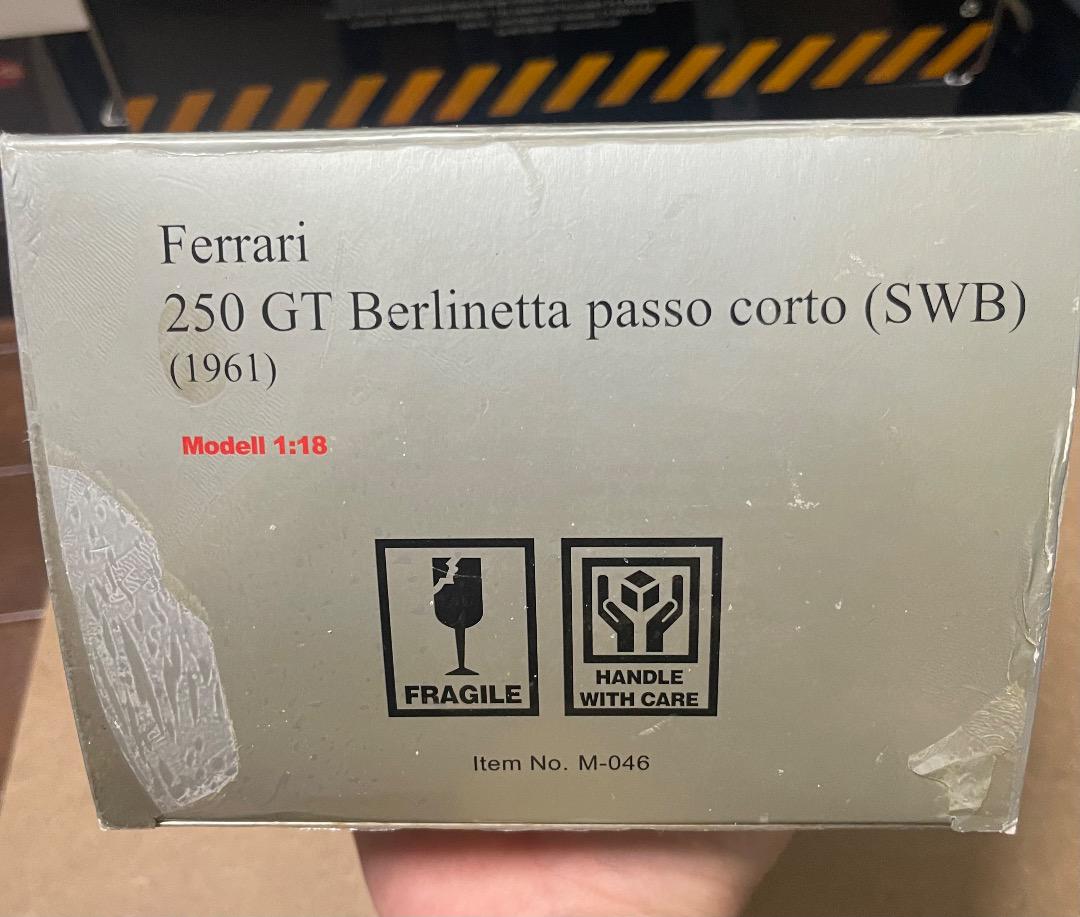 Ferrari
250 GT Berlinetta passo corto (SWB)
(1961)
Modell 1:18
FRAGILE
HANDLE
WITH CARE
Item No. M-046